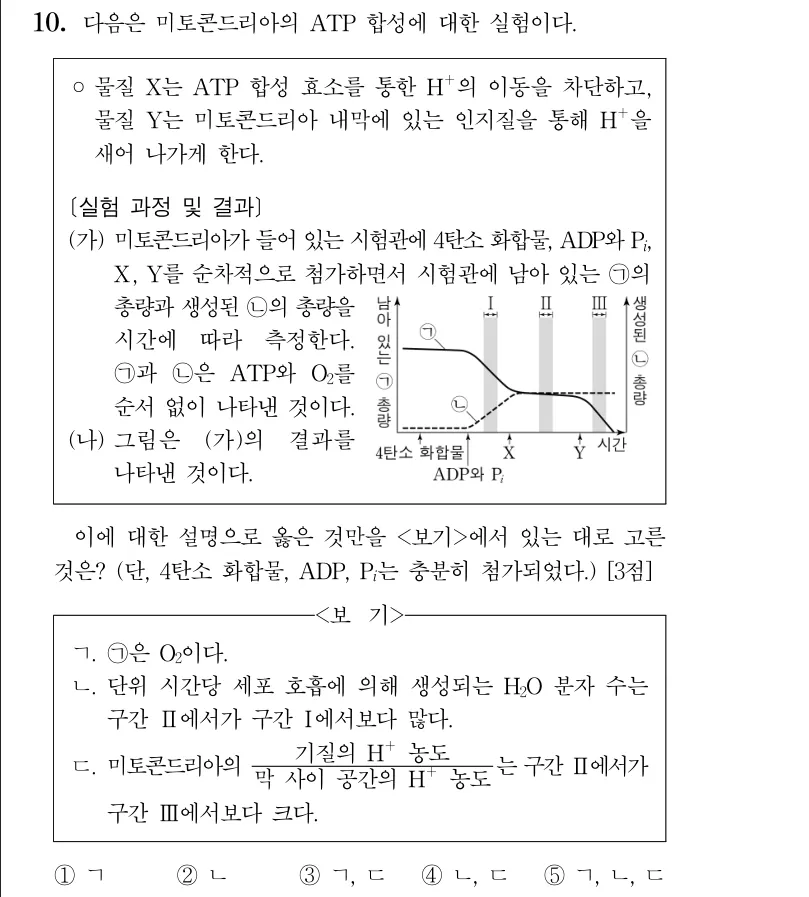 10. 다음은 미토콘드리아의 ATP 합성에 대한 실험이다.
○ 물질 X는 ATP 합성 효소를 통한 H⁺의 이동을 차단하고,
물질 Y는 미토콘드리아 내막에 있는 인지질을 통해 H⁺을
새어 나가게 한다.
〔실험 과정 및 결과〕
(가) 미토콘드리아가 들어 있는 시험관에 4탄소 화합물, ADP와 Pᵢ,
X, Y를 순차적으로 첨가하면서 시험관에 남아 있는 ㉠의
총량과 생성된 ㉡의 총량을
시간에 따라 측정한다.
㉠과 ㉡은 ATP와 O₂를
순서 없이 나타낸 것이다.
(나) 그림은 (가)의 결과를
나타낸 것이다.
남아 있는 ㉠ 총량
Ⅰ Ⅱ Ⅲ
생성된 ㉡ 총량
㉠
㉡
4탄소 화합물 X Y 시간
ADP와 Pᵢ
이에 대한 설명으로 옳은 것만을 <보기>에서 있는 대로 고른
것은? (단, 4탄소 화합물, ADP, Pᵢ는 충분히 첨가되었다.) [3점]
<보 기>
ㄱ. ㉠은 O₂이다.
ㄴ. 단위 시간당 세포 호흡에 의해 생성되는 H₂O 분자 수는
구간 Ⅱ에서가 구간 Ⅰ에서보다 많다.
기질의 H⁺ 농도
ㄷ. 미토콘드리아의 막 사이 공간의 H⁺ 농도는 구간 Ⅱ에서가
구간 Ⅲ에서보다 크다.
① ㄱ ② ㄴ ③ ㄱ, ㄷ ④ ㄴ, ㄷ ⑤ ㄱ, ㄴ, ㄷ